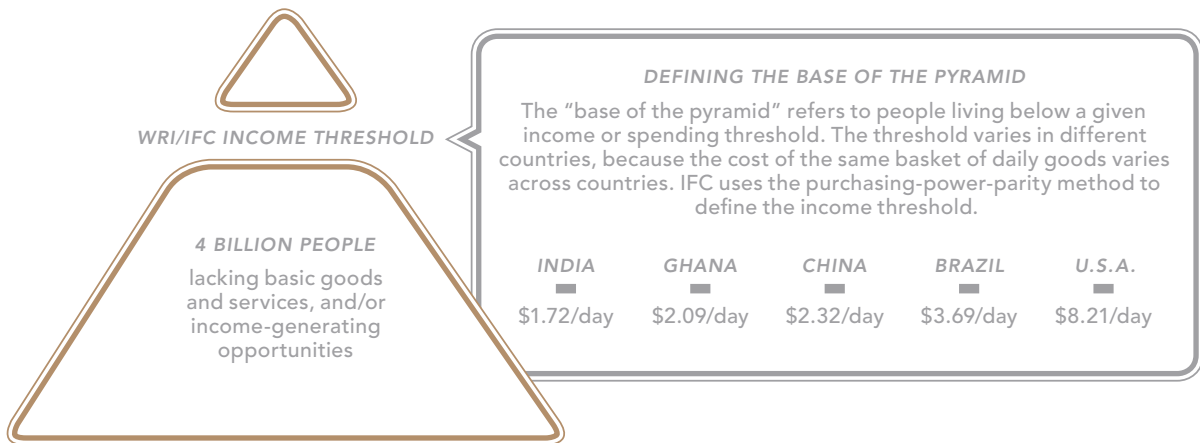 WRI/IFC INCOME THRESHOLD
4 BILLION PEOPLE
lacking basic goods
and services, and/or
income-generating
opportunities
DEFINING THE BASE OF THE PYRAMID
The “base of the pyramid” refers to people living below a given
income or spending threshold. The threshold varies in different
countries, because the cost of the same basket of daily goods varies
across countries. IFC uses the purchasing-power-parity method to
define the income threshold.
INDIA GHANA CHINA BRAZIL U.S.A.
$1.72/day $2.09/day $2.32/day $3.69/day $8.21/day